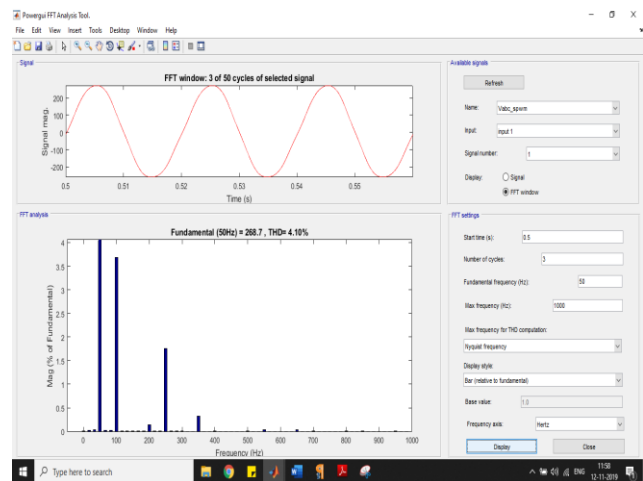 Powergui FFT Analysis Tool.
File Edit View Insert Tools Desktop Window Help
Signal
FFT window: 3 of 50 cycles of selected signal
Signal mag.
200
100
0
-100
-200
0.5 0.51 0.52 0.53 0.54 0.55
Time (s)
FFT analysis
Fundamental (50Hz) = 268.7 , THD= 4.10%
Mag (% of Fundamental)
4
3.5
3
2.5
2
1.5
1
0.5
0
0 100 200 300 400 500 600 700 800 900 1000
Frequency (Hz)
Available signals
Refresh
Name: Vabc_spwm
Input: input 1
Signal number: 1
Display: Signal
FFT window
FFT settings
Start time (s): 0.5
Number of cycles: 3
Fundamental frequency (Hz): 50
Max frequency (Hz): 1000
Max frequency for THD computation:
Nyquist frequency
Display style:
Bar (relative to fundamental)
Base value: 1.0
Frequency axis: Hertz
Display Close
Type here to search
ENG
11:50
12-11-2019